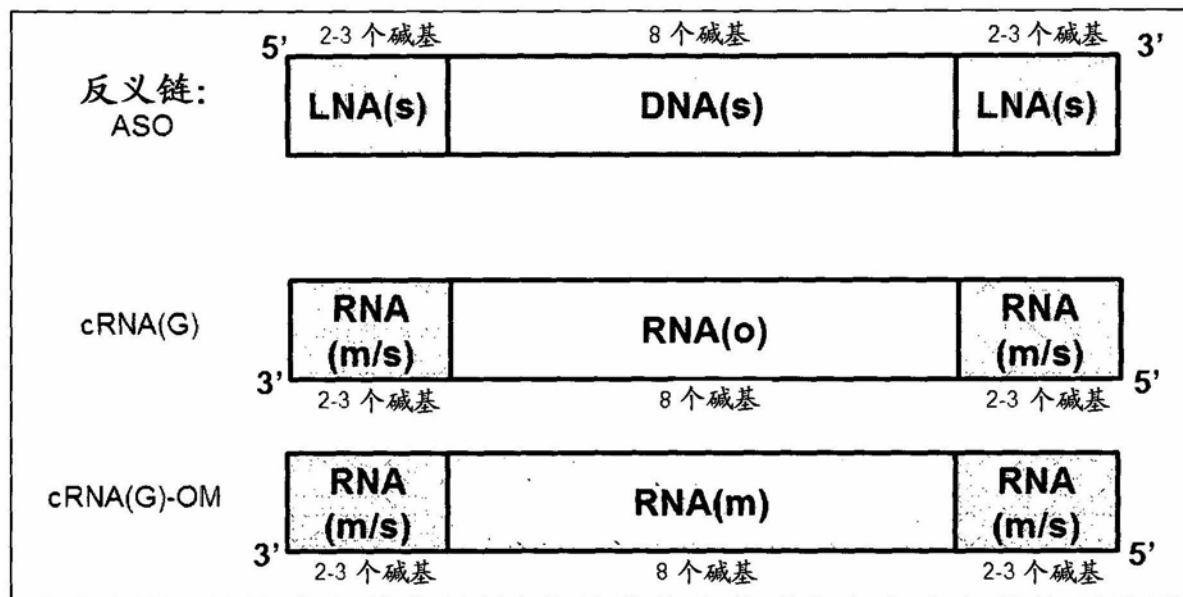 2-3 个碱基 8 个碱基 2-3 个碱基
5’ 3’
反义链:
ASO
LNA(s) DNA(s) LNA(s)
cRNA(G)
RNA
(m/s)
RNA(o)
RNA
(m/s)
3’ 5’
2-3 个碱基 8 个碱基 2-3 个碱基
cRNA(G)-OM
RNA
(m/s)
RNA(m)
RNA
(m/s)
3’ 5’
2-3 个碱基 8 个碱基 2-3 个碱基